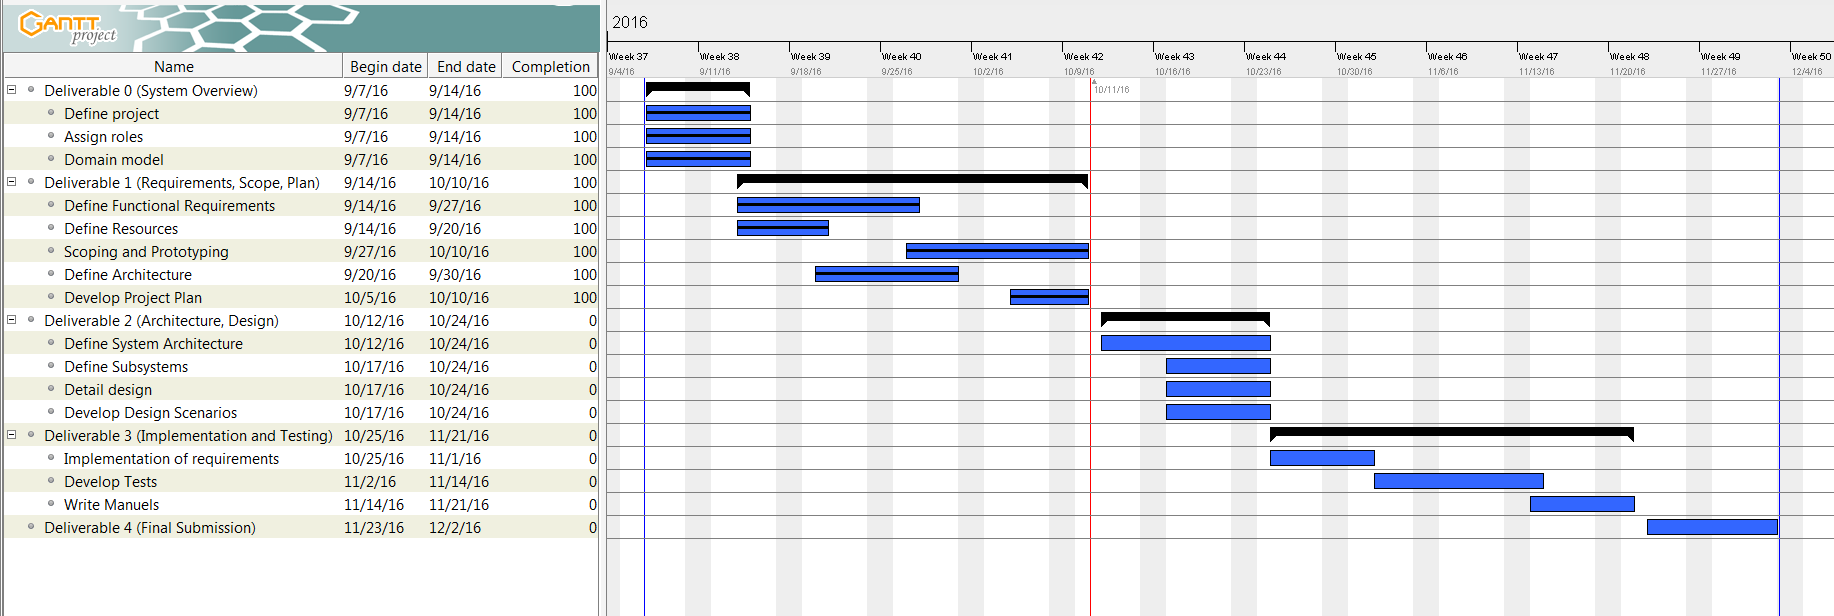 GANTT
project
2016
Week 37 Week 38 Week 39 Week 40 Week 41 Week 42 Week 43 Week 44 Week 45 Week 46 Week 47 Week 48 Week 49 Week 50
9/4/16 9/11/16 9/18/16 9/25/16 10/2/16 10/9/16 10/16/16 10/23/16 10/30/16 11/6/16 11/13/16 11/20/16 11/27/16 12/4/16
10/11/16
Name Begin date End date Completion
Deliverable 0 (System Overview) 9/7/16 9/14/16 100
Define project 9/7/16 9/14/16 100
Assign roles 9/7/16 9/14/16 100
Domain model 9/7/16 9/14/16 100
Deliverable 1 (Requirements, Scope, Plan) 9/14/16 10/10/16 100
Define Functional Requirements 9/14/16 9/27/16 100
Define Resources 9/14/16 9/20/16 100
Scoping and Prototyping 9/27/16 10/10/16 100
Define Architecture 9/20/16 9/30/16 100
Develop Project Plan 10/5/16 10/10/16 100
Deliverable 2 (Architecture, Design) 10/12/16 10/24/16 0
Define System Architecture 10/12/16 10/24/16 0
Define Subsystems 10/17/16 10/24/16 0
Detail design 10/17/16 10/24/16 0
Develop Design Scenarios 10/17/16 10/24/16 0
Deliverable 3 (Implementation and Testing) 10/25/16 11/21/16 0
Implementation of requirements 10/25/16 11/1/16 0
Develop Tests 11/2/16 11/14/16 0
Write Manuels 11/14/16 11/21/16 0
Deliverable 4 (Final Submission) 11/23/16 12/2/16 0